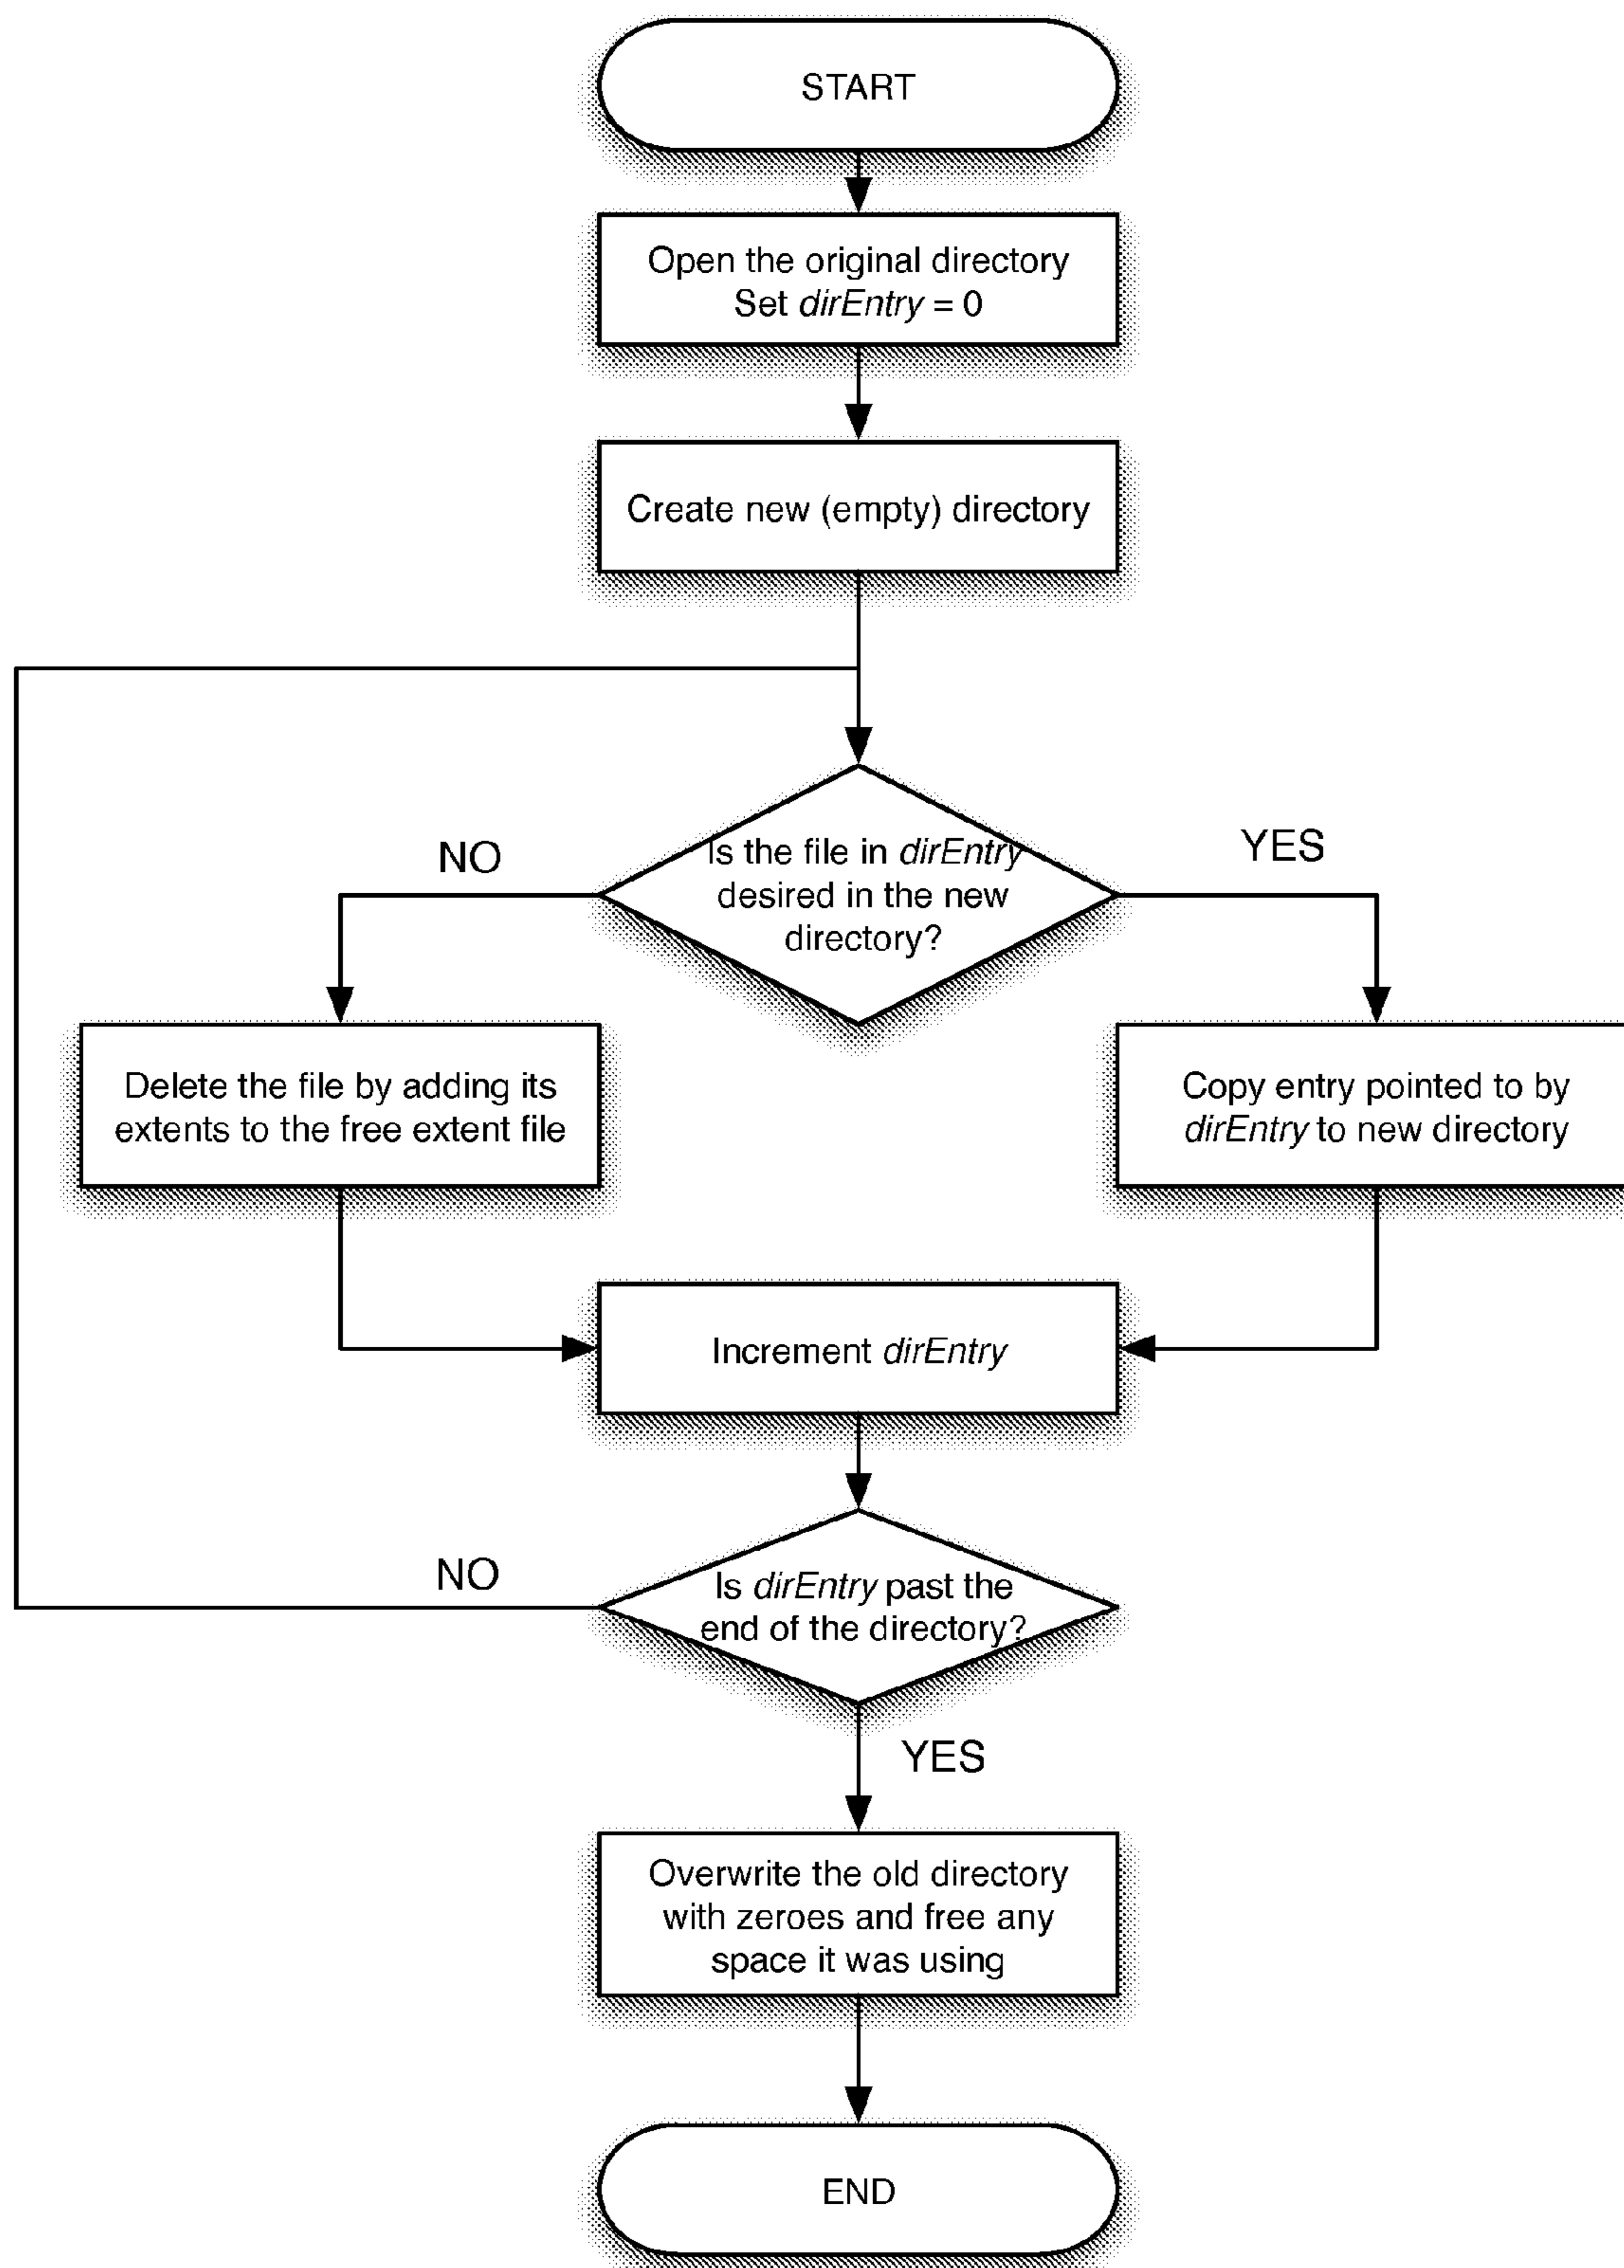 START
Open the original directory
Set dirEntry = 0
Create new (empty) directory
NO
YES
Is the file in dirEntry
desired in the new
directory?
Delete the file by adding its
extents to the free extent file
Copy entry pointed to by
dirEntry to new directory
Increment dirEntry
NO
Is dirEntry past the
end of the directory?
YES
Overwrite the old directory
with zeroes and free any
space it was using
END